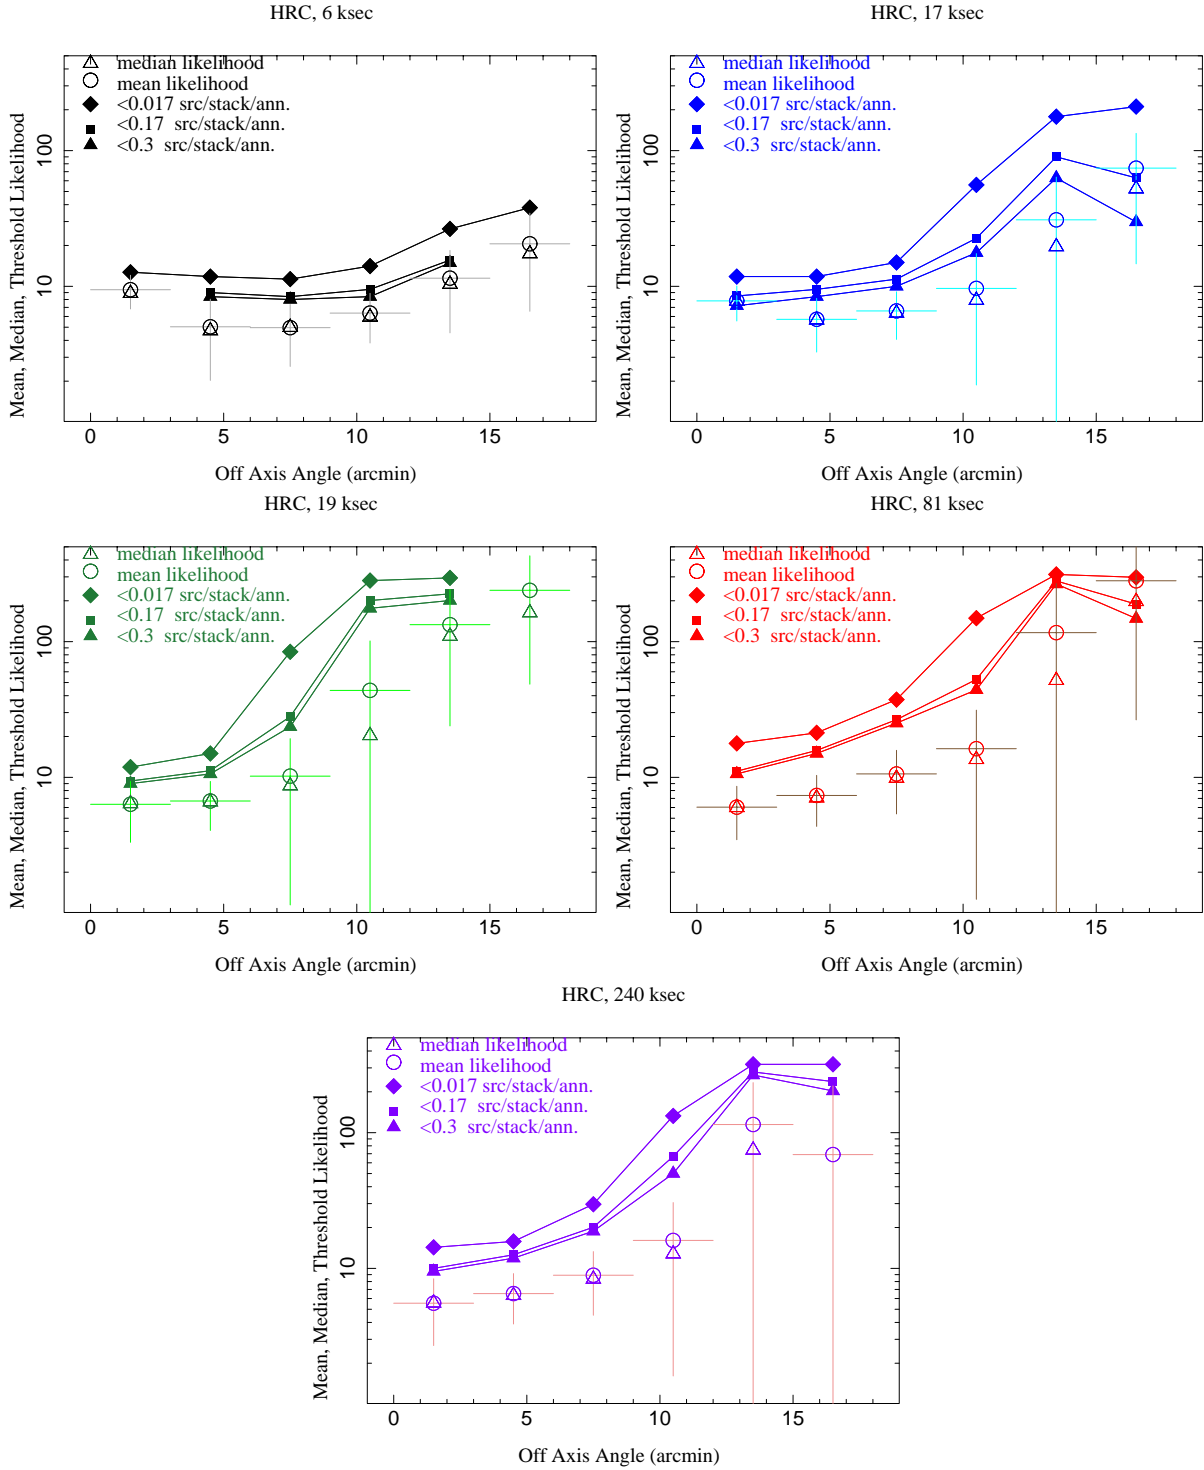 HRC, 6 ksec
median likelihood
mean likelihood
<0.017 src/stack/ann.
<0.17 src/stack/ann.
<0.3 src/stack/ann.
Mean, Median, Threshold Likelihood
100
10
0 5 10 15
Off Axis Angle (arcmin)
HRC, 17 ksec
median likelihood
mean likelihood
<0.017 src/stack/ann.
<0.17 src/stack/ann.
<0.3 src/stack/ann.
Mean, Median, Threshold Likelihood
100
10
0 5 10 15
Off Axis Angle (arcmin)
HRC, 19 ksec
median likelihood
mean likelihood
<0.017 src/stack/ann.
<0.17 src/stack/ann.
<0.3 src/stack/ann.
Mean, Median, Threshold Likelihood
100
10
0 5 10 15
Off Axis Angle (arcmin)
HRC, 81 ksec
median likelihood
mean likelihood
<0.017 src/stack/ann.
<0.17 src/stack/ann.
<0.3 src/stack/ann.
Mean, Median, Threshold Likelihood
100
10
0 5 10 15
Off Axis Angle (arcmin)
HRC, 240 ksec
median likelihood
mean likelihood
<0.017 src/stack/ann.
<0.17 src/stack/ann.
<0.3 src/stack/ann.
Mean, Median, Threshold Likelihood
100
10
0 5 10 15
Off Axis Angle (arcmin)